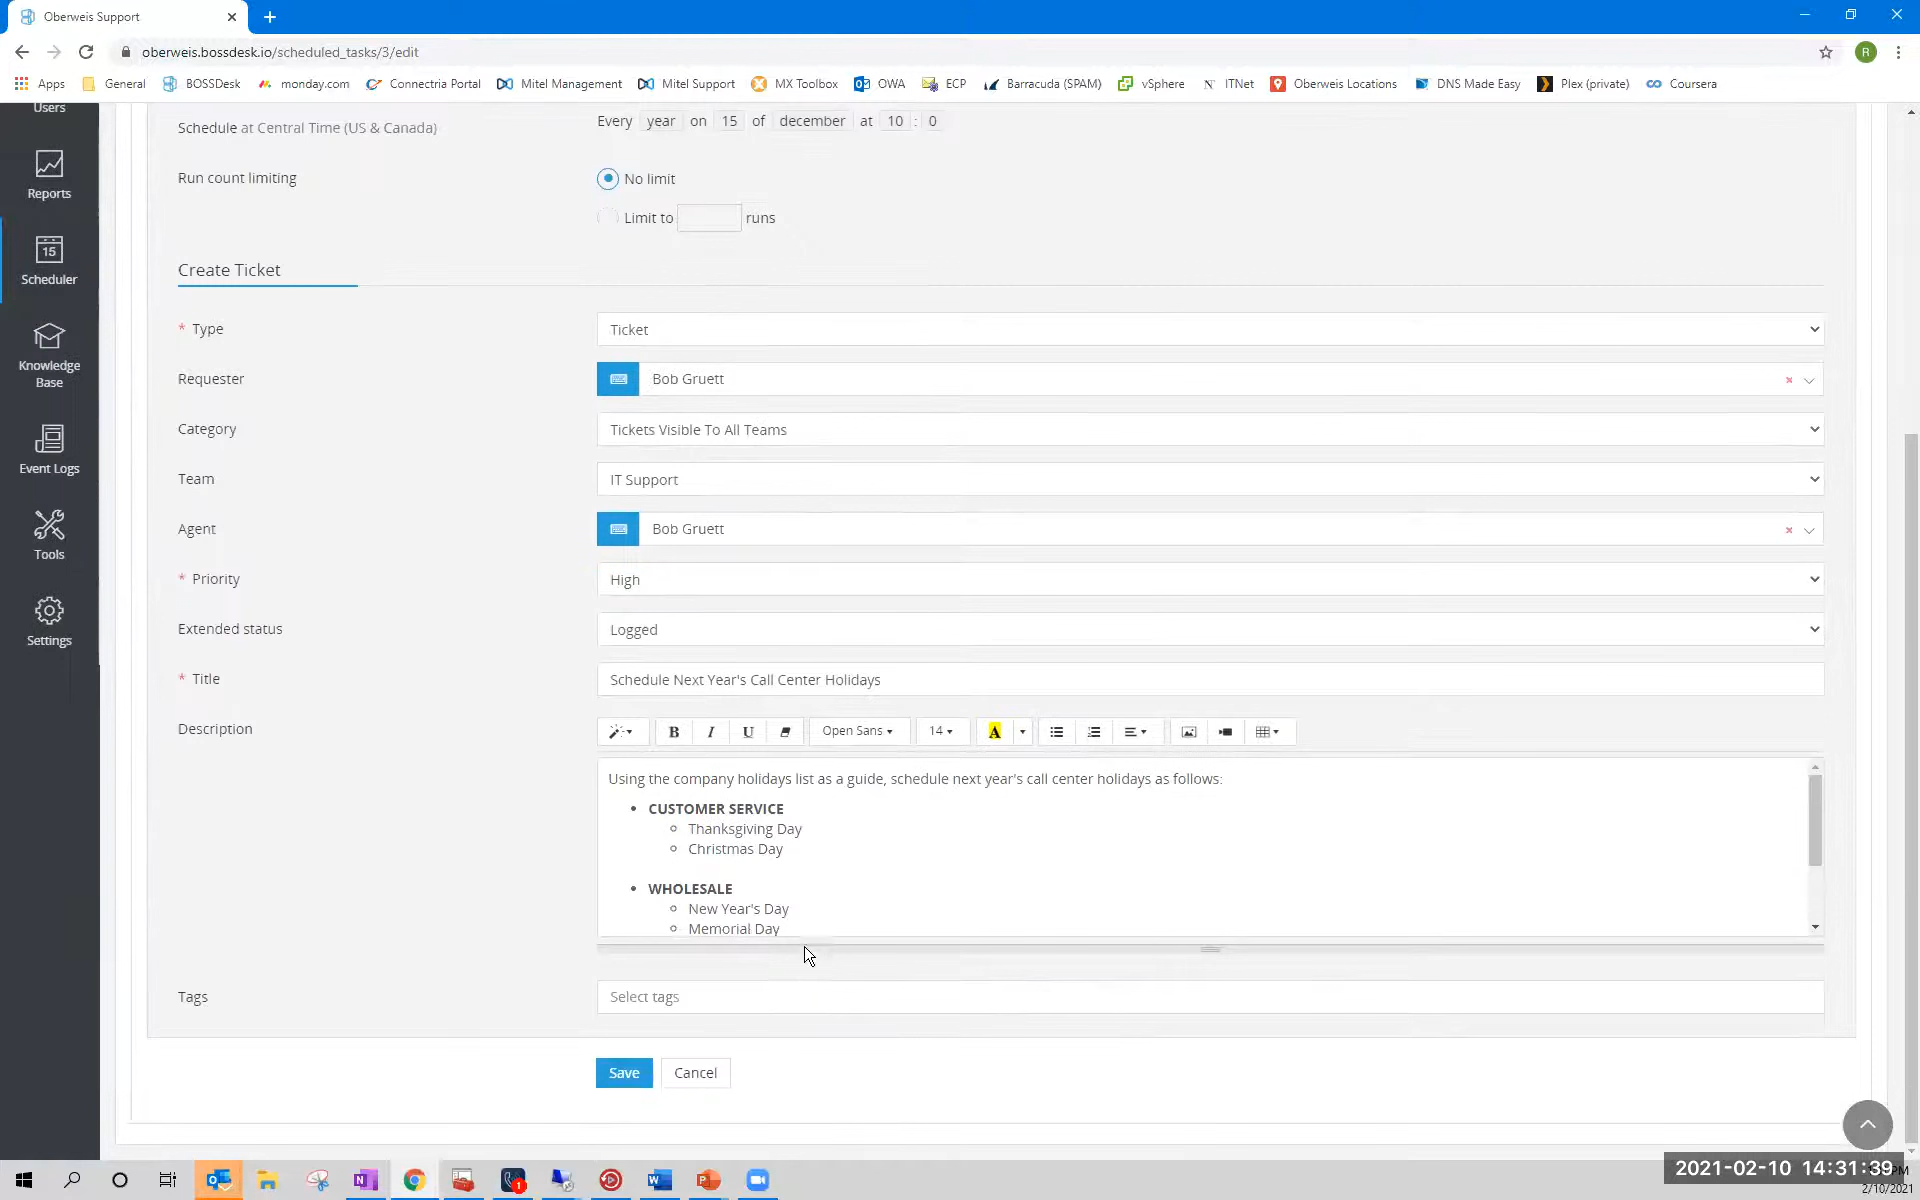 Oberweis Support
oberweis.bossdesk.io/scheduled_tasks/3/edit
R
Apps General BOSSDesk monday.com Connectria Portal Mitel Management Mitel Support MX Toolbox OWA ECP Barracuda (SPAM) vSphere ITNet Oberweis Locations DNS Made Easy Plex (private) Coursera
Users
Reports
15
Scheduler
Knowledge
Base
Event Logs
Tools
Settings
Schedule at Central Time (US & Canada) Every year on 15 of december at 10 : 0
Run count limiting No limit
Limit to runs
Create Ticket
* Type Ticket
Requester Bob Gruett
Category Tickets Visible To All Teams
Team IT Support
Agent Bob Gruett
* Priority High
Extended status Logged
* Title Schedule Next Year's Call Center Holidays
Description B I U Open Sans 14 A
Using the company holidays list as a guide, schedule next year's call center holidays as follows:
• CUSTOMER SERVICE
Thanksgiving Day
Christmas Day
• WHOLESALE
New Year's Day
Memorial Day
Tags Select tags
Save Cancel
2021-02-10 14:31:39
2/10/2021